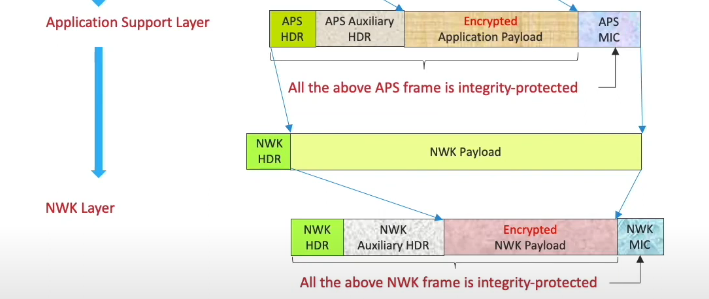 Application Support Layer
APS HDR
APS Auxiliary HDR
Encrypted Application Payload
APS MIC
All the above APS frame is integrity-protected
NWK HDR
NWK Payload
NWK Layer
NWK HDR
NWK Auxiliary HDR
Encrypted NWK Payload
NWK MIC
All the above NWK frame is integrity-protected